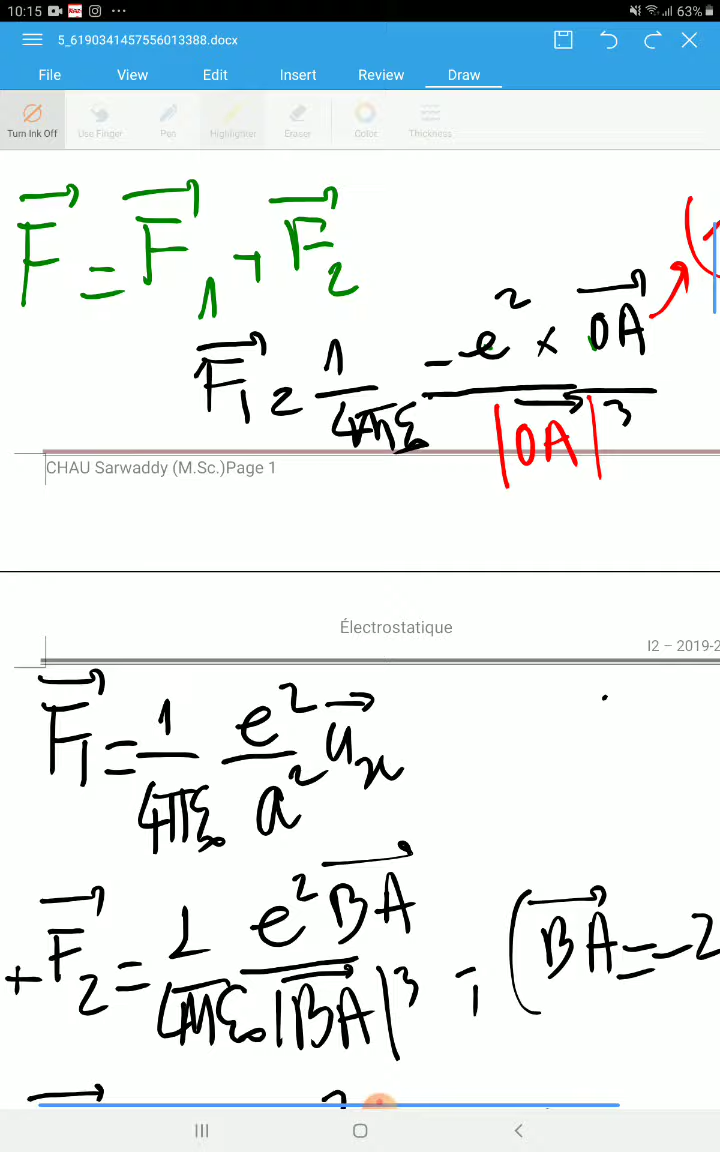 10:15 63%
5_6190341457556013388.docx
File View Edit Insert Review Draw
Turn Ink Off Use Finger Pen Highlighter Eraser Color Thickness
F⃗ = F⃗₁ + F⃗₂
F⃗₁ = 1/4πε -e² × OA⃗ / |OA⃗|³
CHAU Sarwaddy (M.Sc.)Page 1
Électrostatique
I2 – 2019-2
F⃗₁ = 1/4πε₀ e²/a² u⃗ₓ
+ F⃗₂ = 1/4πε₀ e² BA⃗ / |BA⃗|³ ; (BA⃗ = -2